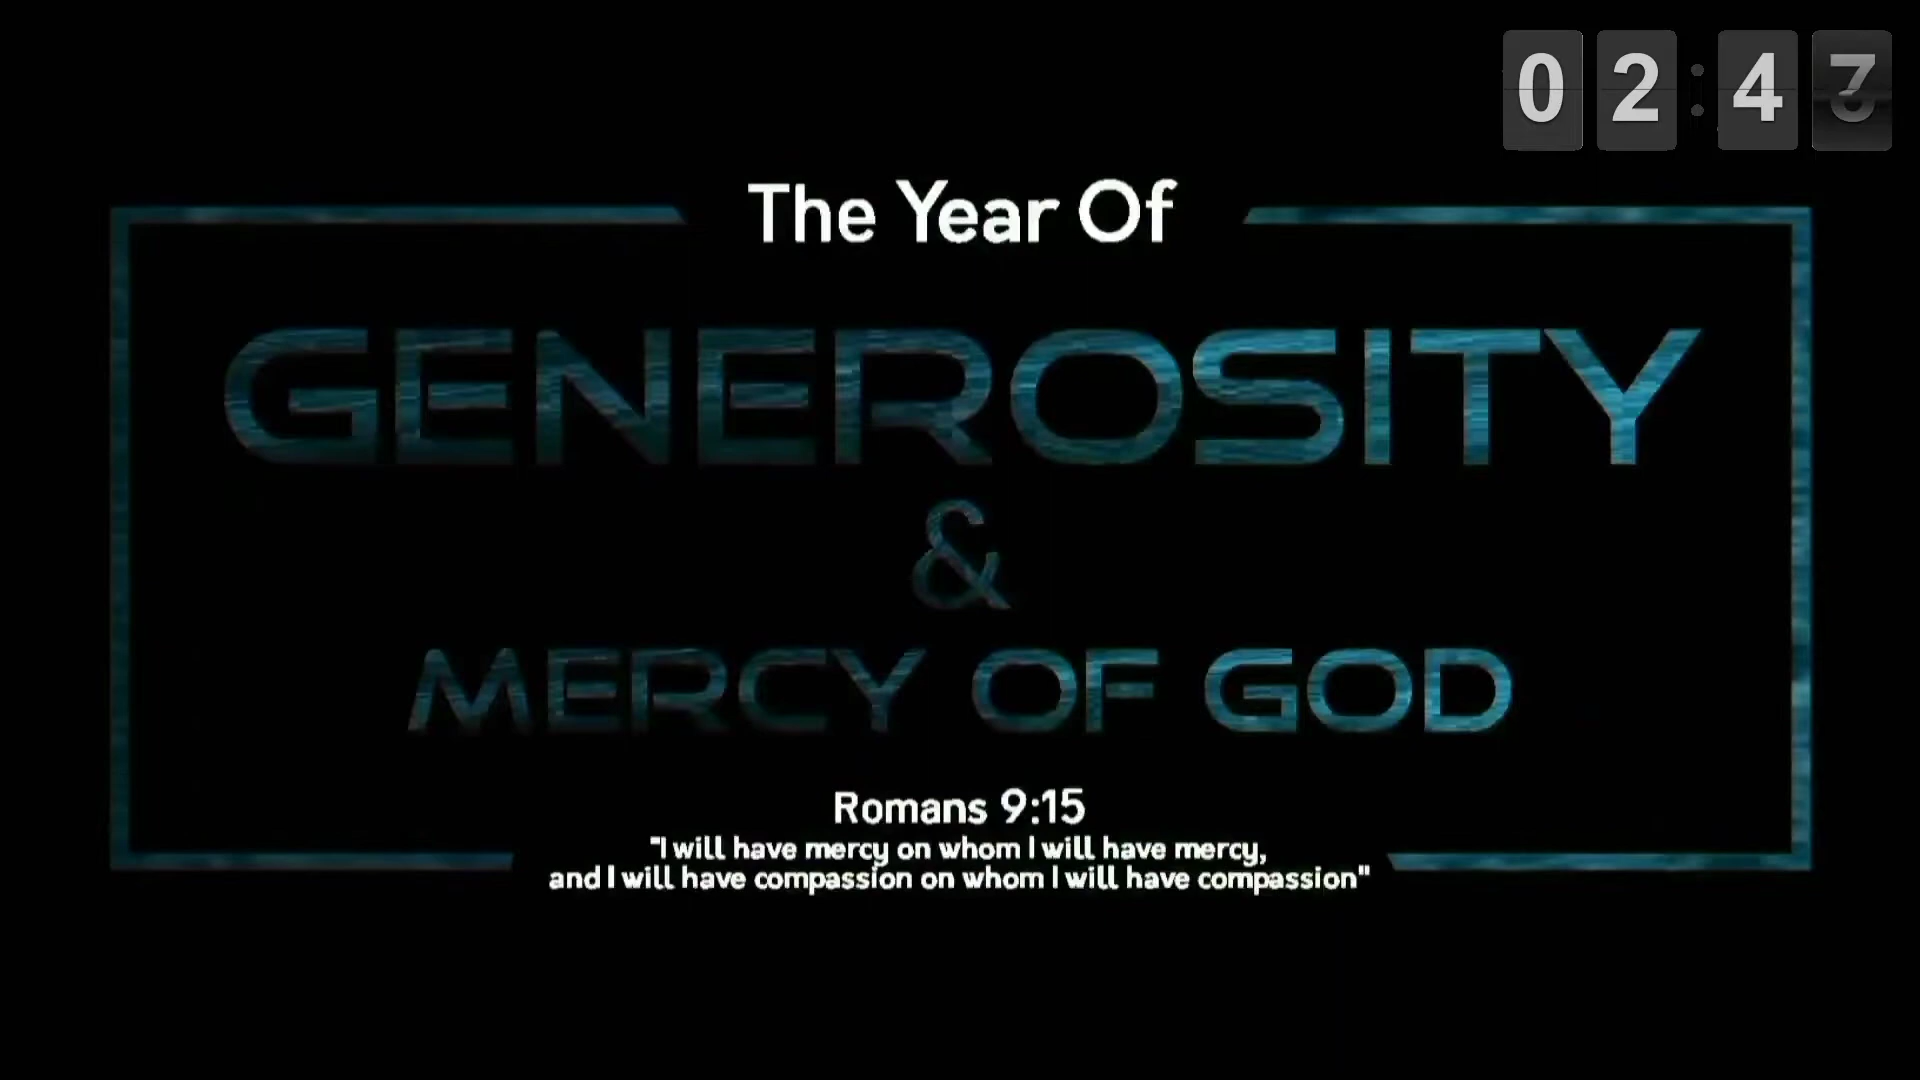 02:47
The Year Of
GENEROSITY
&
MERCY OF GOD
Romans 9:15
"I will have mercy on whom I will have mercy,
and I will have compassion on whom I will have compassion"